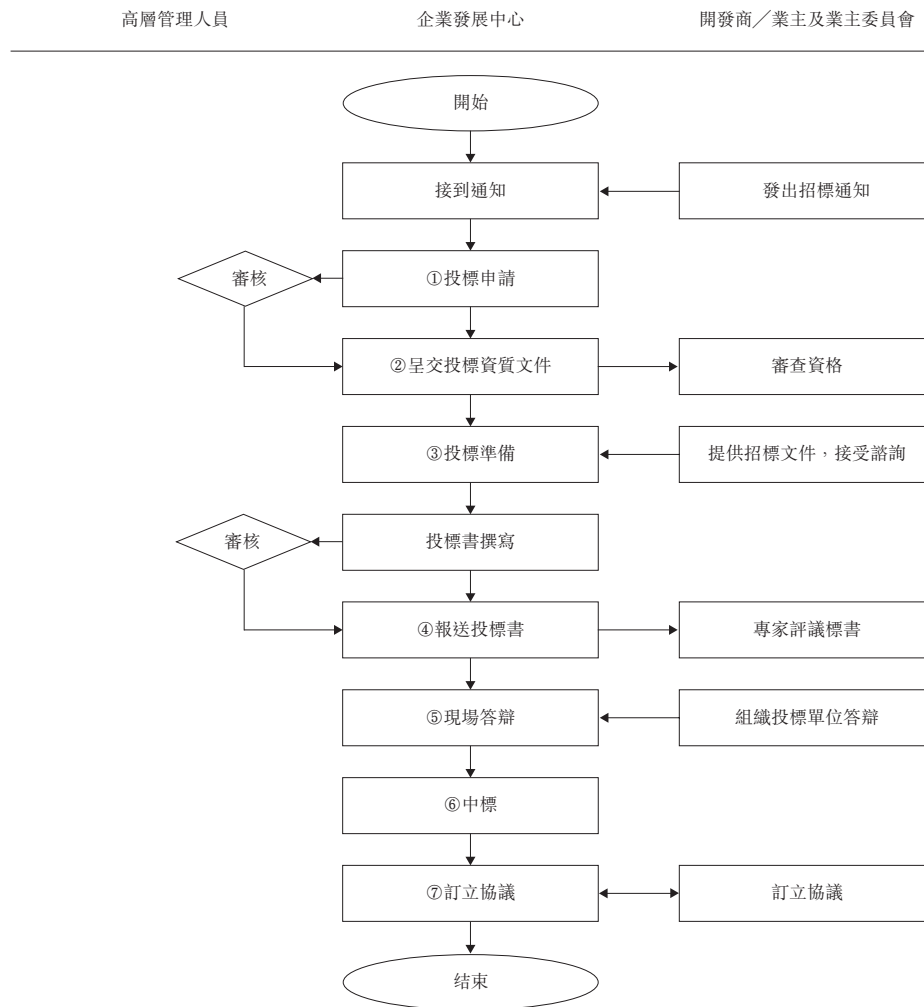 高層管理人員
企業發展中心
開發商／業主及業主委員會
開始
接到通知
發出招標通知
審核
①投標申請
②呈交投標資質文件
審查資格
③投標準備
提供招標文件，接受諮詢
審核
投標書撰寫
④報送投標書
專家評議標書
⑤現場答辯
組織投標單位答辯
⑥中標
⑦訂立協議
訂立協議
结束